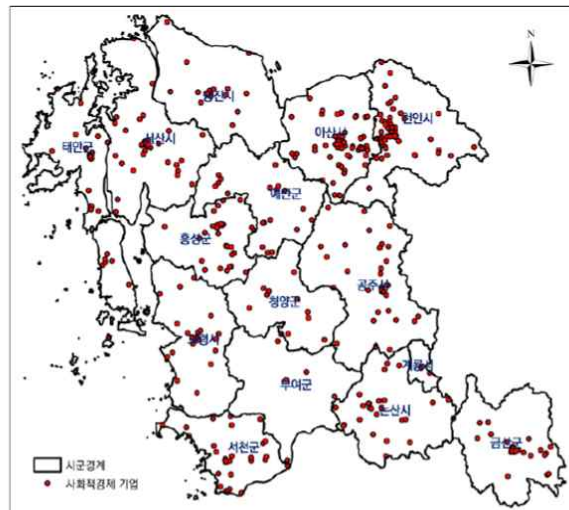 N
당진시
아산시
천안시
서산시
태안군
예산군
홍성군
공주시
청양군
보령시
계룡시
부여군
논산시
서천군
금산군
시군경계
사회적경제 기업